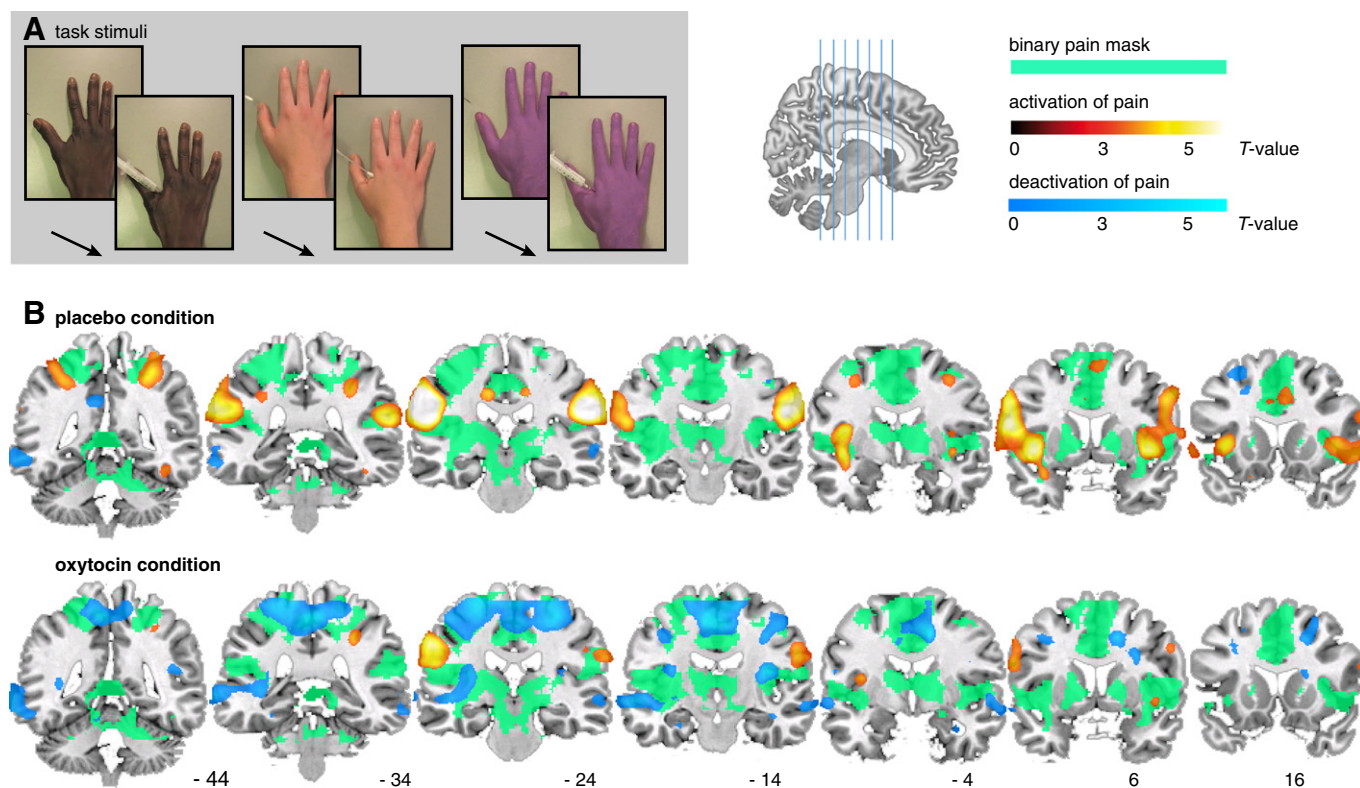 A task stimuli
binary pain mask
activation of pain
0 3 5 T-value
deactivation of pain
0 3 5 T-value
B placebo condition
oxytocin condition
- 44 - 34 - 24 - 14 - 4 6 16